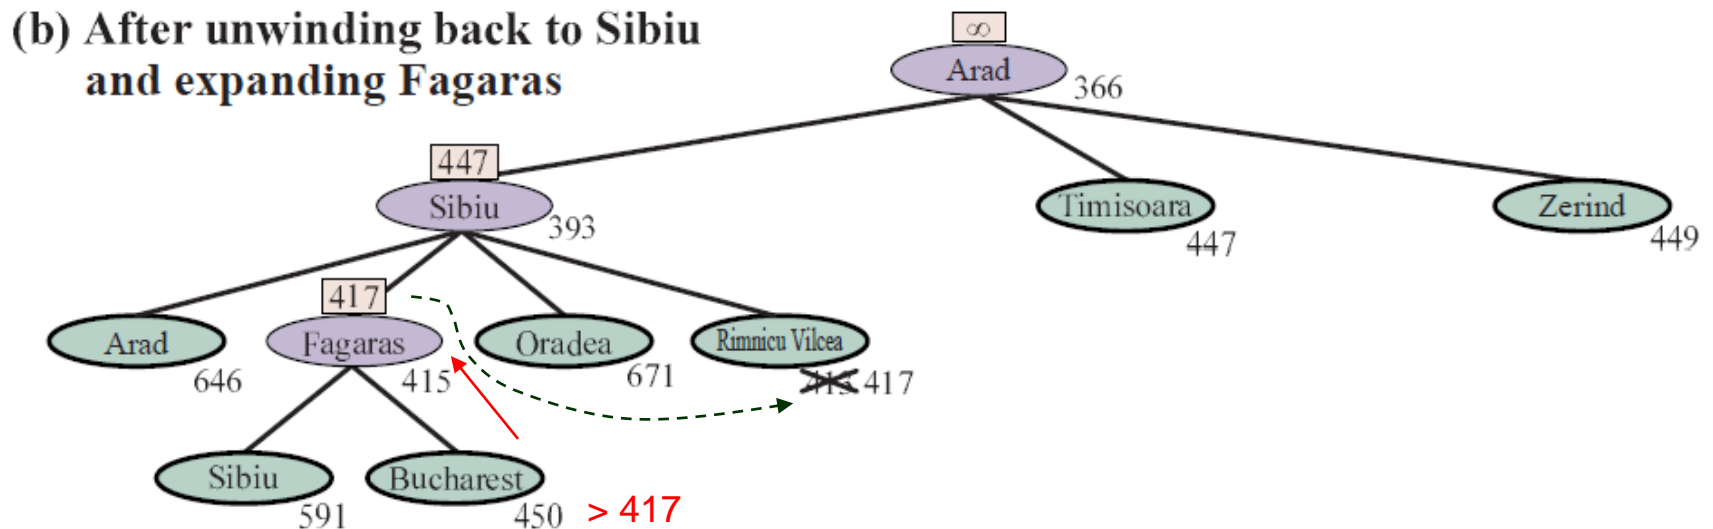 (b) After unwinding back to Sibiu
and expanding Fagaras
∞
Arad
366
447
Sibiu
393
Timisoara
447
Zerind
449
417
Arad
646
Fagaras
415
Oradea
671
Rimnicu Vilcea
413 417
Sibiu
591
Bucharest
450 > 417